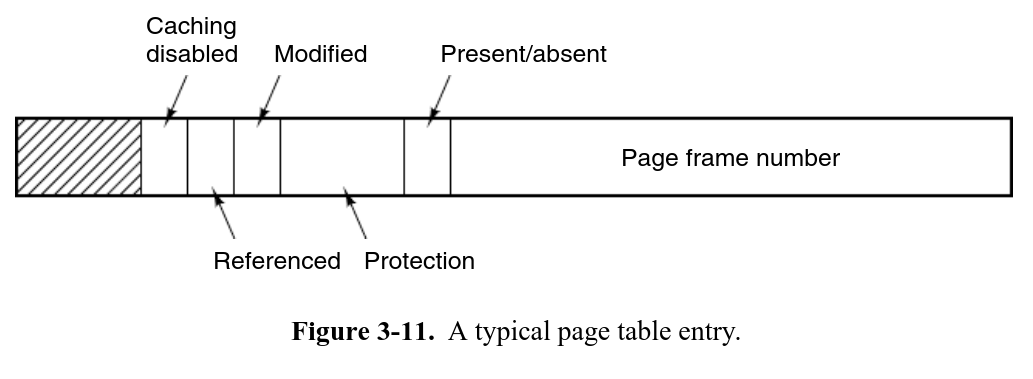 Caching
disabled
Modified
Present/absent
Page frame number
Referenced
Protection
Figure 3-11. A typical page table entry.